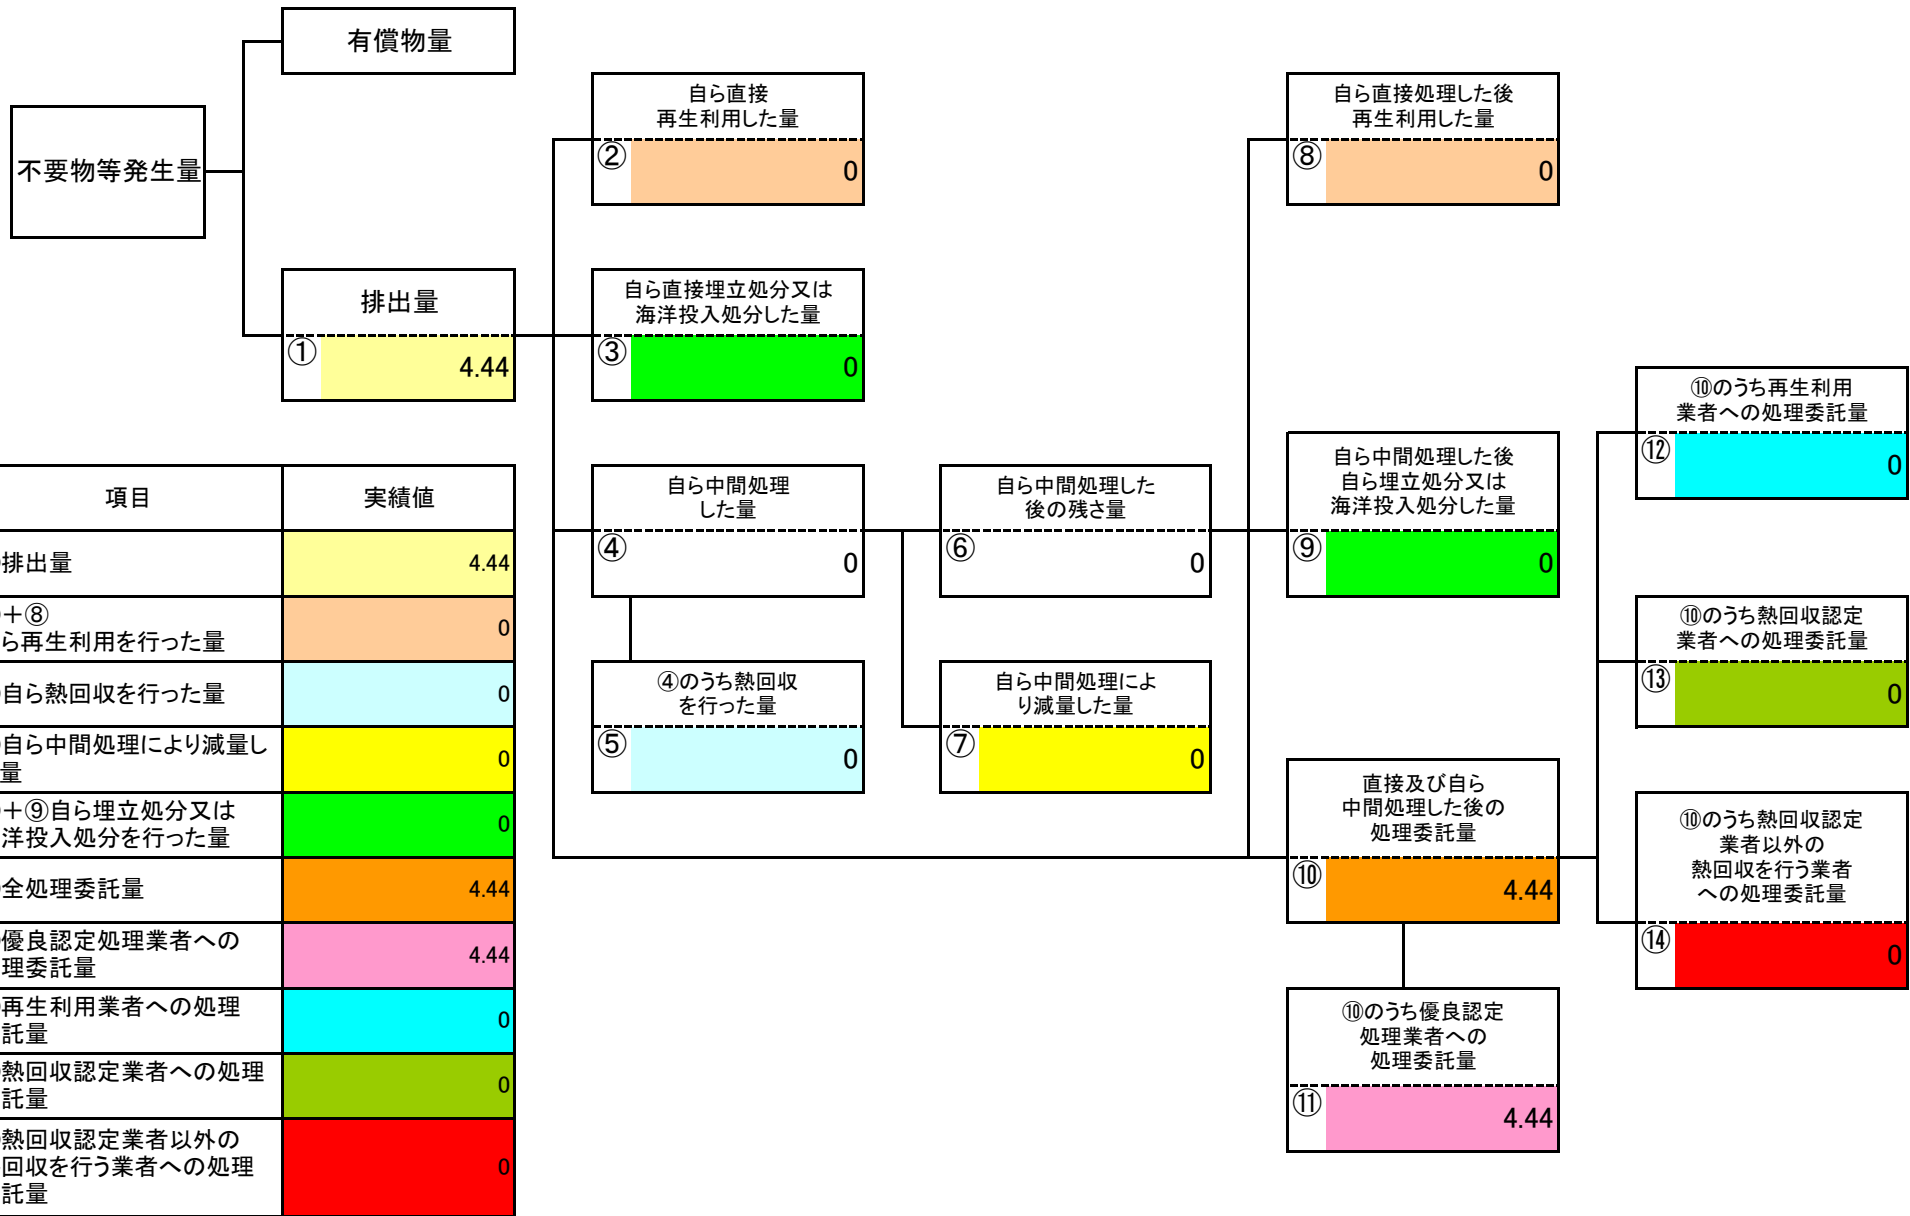 有償物量
不要物等発生量
排出量
①
4.44
自ら直接
再生利用した量
②
0
自ら直接埋立処分又は
海洋投入処分した量
③
0
自ら中間処理
した量
④
0
④のうち熱回収
を行った量
⑤
0
自ら中間処理した
後の残さ量
⑥
0
自ら中間処理によ
り減量した量
⑦
0
自ら直接処理した後
再生利用した量
⑧
0
自ら中間処理した後
自ら埋立処分又は
海洋投入処分した量
⑨
0
直接及び自ら
中間処理した後の
処理委託量
⑩
4.44
⑩のうち優良認定
処理業者への
処理委託量
⑪
4.44
⑩のうち再生利用
業者への処理委託量
⑫
0
⑩のうち熱回収認定
業者への処理委託量
⑬
0
⑩のうち熱回収認定
業者以外の
熱回収を行う業者
への処理委託量
⑭
0
項目 実績値
排出量 4.44
+⑧
ら再生利用を行った量 0
自ら熱回収を行った量 0
自ら中間処理により減量し
量 0
+⑨自ら埋立処分又は
洋投入処分を行った量 0
全処理委託量 4.44
優良認定処理業者への
理委託量 4.44
再生利用業者への処理
託量 0
熱回収認定業者への処理
託量 0
熱回収認定業者以外の
回収を行う業者への処理
託量 0